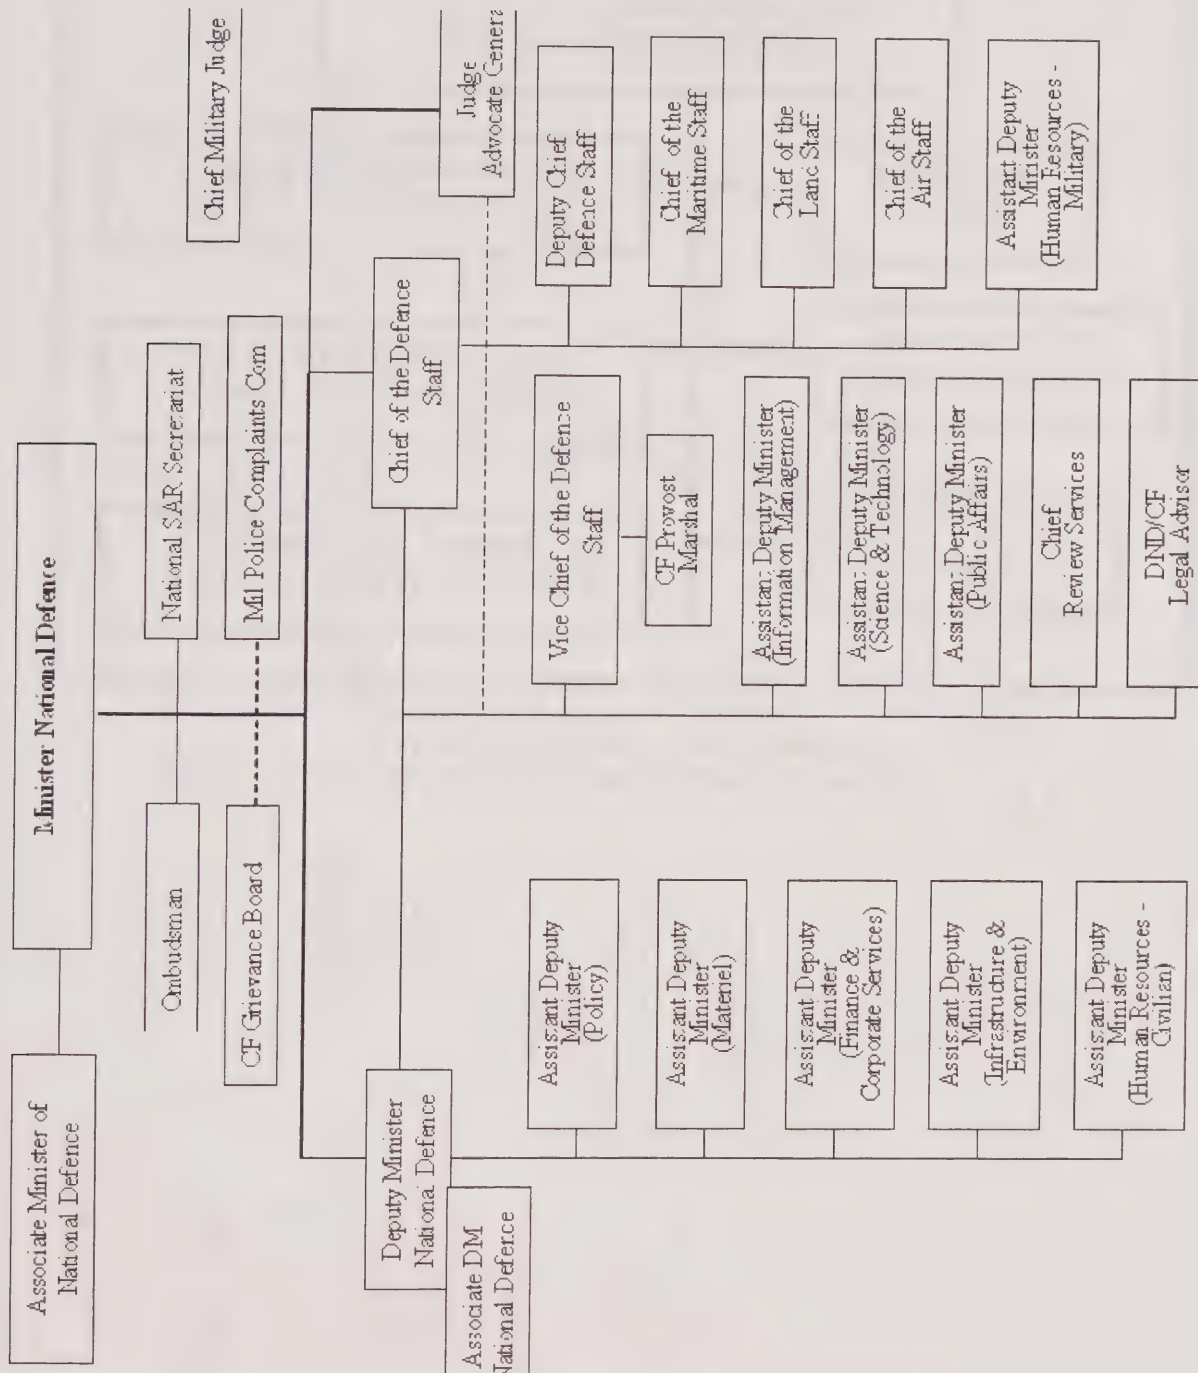 Associate Minister of
National Defence
Minister National Defence
Chief Military Judge
Ombudsman
National SAR Secretariat
CF Grievance Board
Mil Police Complaints Com
Deputy Minister
National Defence
Associate DM
National Defence
Chief of the Defence
Staff
Judge
Advocate Genera
Assistant Deputy
Minister
(Policy)
Assistant Deputy
Minister
(Materiel)
Assistant Deputy
Minister
(Finance &
Corporate Services)
Assistant Deputy
Minister
(Infrastructure &
Environment)
Assistant Deputy
Minister
(Human Resources -
Civilian)
Vice Chief of the Defence
Staff
CF Provost
Marshal
Assistant Deputy Minister
(Information Management)
Assistant Deputy Minister
(Science & Technology)
Assistant Deputy Minister
(Public Affairs)
Chief
Review Services
DND/CF
Legal Advisor
Deputy Chief
Defence Staff
Chief of the
Maritime Staff
Chief of the
Land Staff
Chief of the
Air Staff
Assistant Deputy
Minister
(Human Resources -
Military)